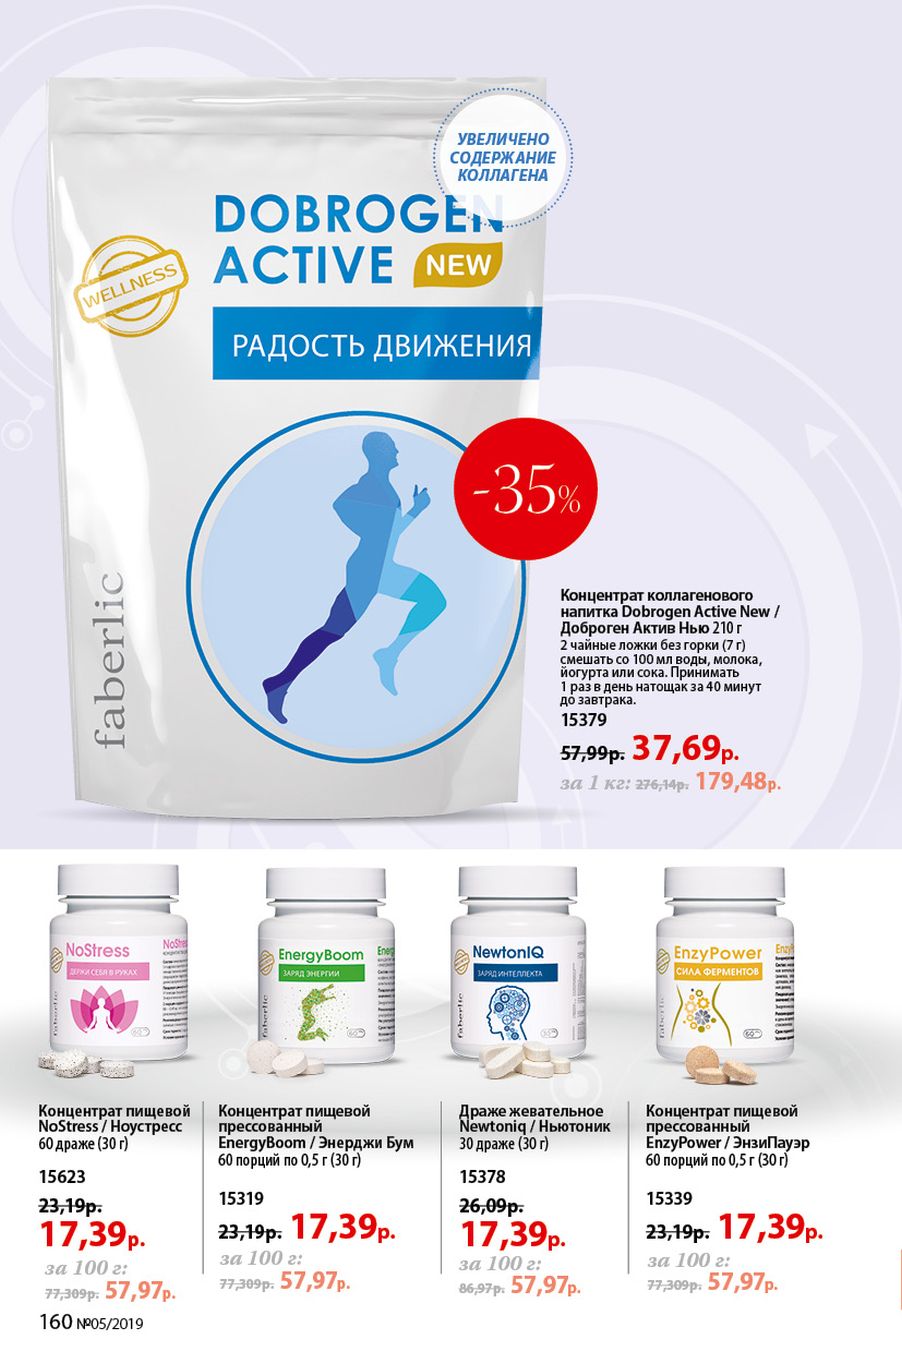 УВЕЛИЧЕНО
СОДЕРЖАНИЕ
КОЛЛАГЕНА
DOBROGEN
ACTIVE NEW
WELLNESS
РАДОСТЬ ДВИЖЕНИЯ
-35%
faberlic
Концентрат коллагенового
напитка Dobrogen Active New /
Доброген Актив Нью 210 г
2 чайные ложки без горки (7 г)
смешать со 100 мл воды, молока,
йогурта или сока. Принимать
1 раз в день натощак за 40 минут
до завтрака.
15379
57,99р. 37,69р.
за 1 кг: 276,14р. 179,48р.
NoStress
ДЕРЖИ СЕБЯ В РУКАХ
faberlic
60
EnergyBoom
ЗАРЯД ЭНЕРГИИ
faberlic
60
NewtonIQ
ЗАРЯД ИНТЕЛЛЕКТА
faberlic
EnzyPower
СИЛА ФЕРМЕНТОВ
faberlic
60
Концентрат пищевой
NoStress / Ноустресс
60 драже (30 г)
15623
23,19р.
17,39р.
за 100 г:
77,309р. 57,97р.
Концентрат пищевой
прессованный
EnergyBoom / Энерджи Бум
60 порций по 0,5 г (30 г)
15319
23,19р. 17,39р.
за 100 г:
77,309р. 57,97р.
Драже жевательное
Newtoniq / Ньютоник
30 драже (30 г)
15378
26,09р.
17,39р.
за 100 г:
86,97р. 57,97р.
Концентрат пищевой
прессованный
EnzyPower / ЭнзиПауэр
60 порций по 0,5 г (30 г)
15339
23,19р. 17,39р.
за 100 г:
77,309р. 57,97р.
160 №05/2019